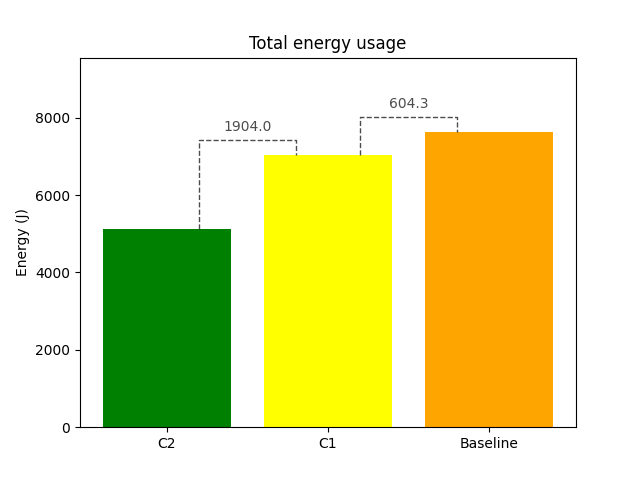 Total energy usage
604.3
1904.0
8000
6000
4000
2000
0
Energy (J)
C2
C1
Baseline